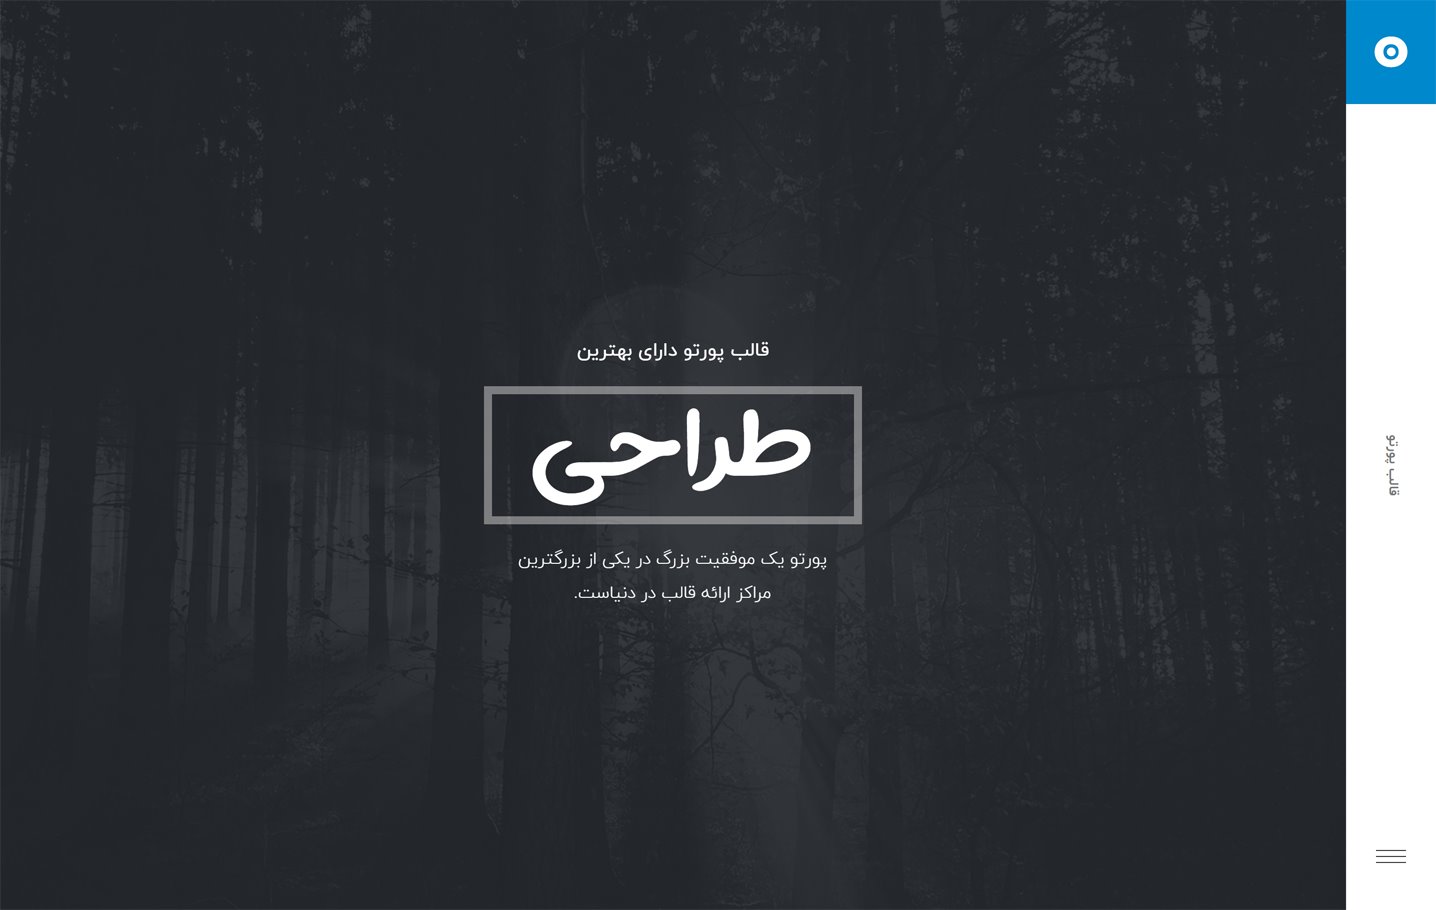 قالب پورتو دارای بهترین
طراحی
پورتو یک موفقیت بزرگ در یکی از بزرگترین
مراکز ارائه قالب در دنیاست.
قالب پورتو